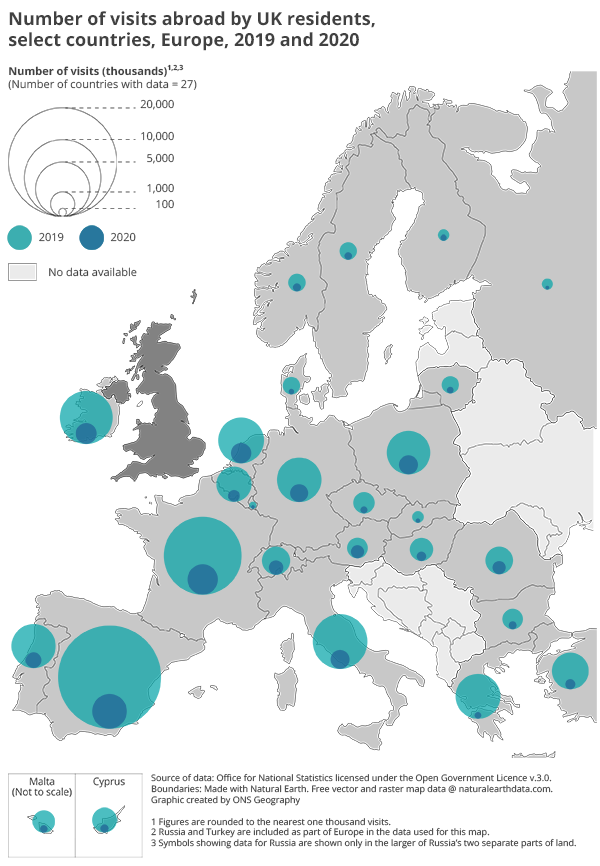 Number of visits abroad by UK residents,
select countries, Europe, 2019 and 2020
Number of visits (thousands)1,2,3
(Number of countries with data = 27)
20,000
10,000
5,000
1,000
100
2019 2020
No data available
Malta
(Not to scale)
Cyprus
Source of data: Office for National Statistics licensed under the Open Government Licence v.3.0.
Boundaries: Made with Natural Earth. Free vector and raster map data @ naturalearthdata.com.
Graphic created by ONS Geography
1 Figures are rounded to the nearest one thousand visits.
2 Russia and Turkey are included as part of Europe in the data used for this map.
3 Symbols showing data for Russia are shown only in the larger of Russia's two separate parts of land.